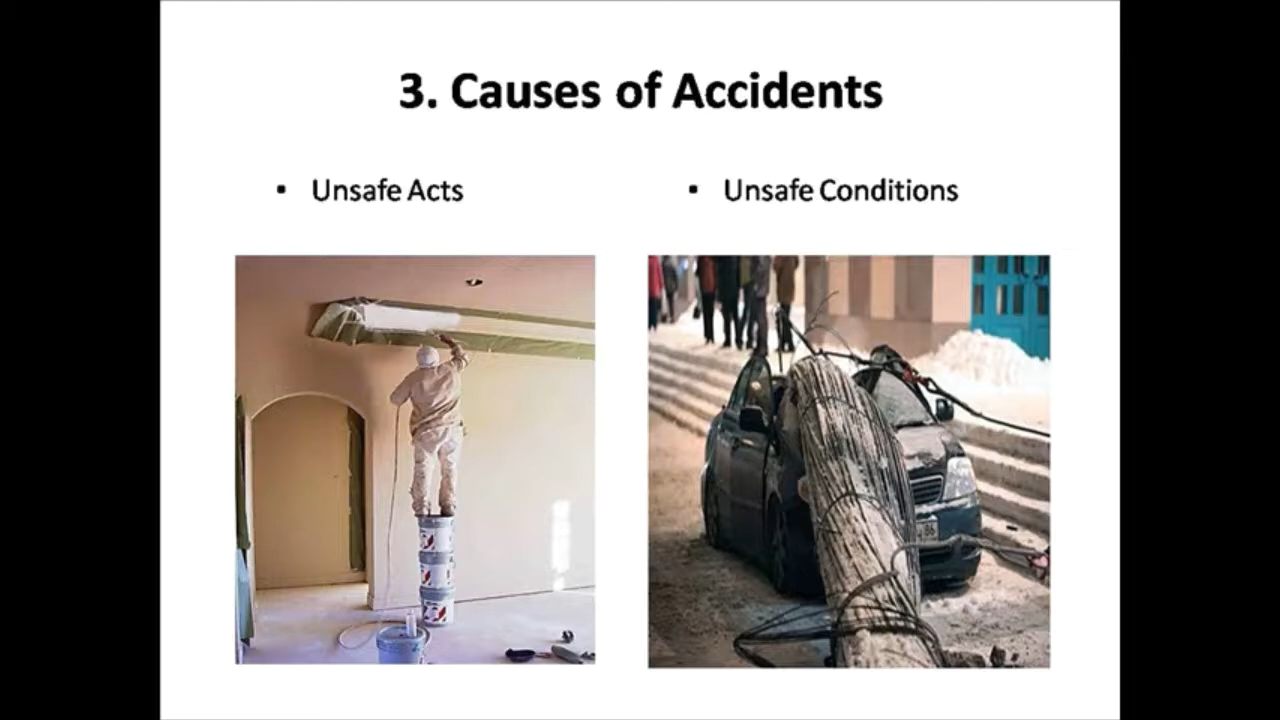 3. Causes of Accidents
▪ Unsafe Acts
▪ Unsafe Conditions